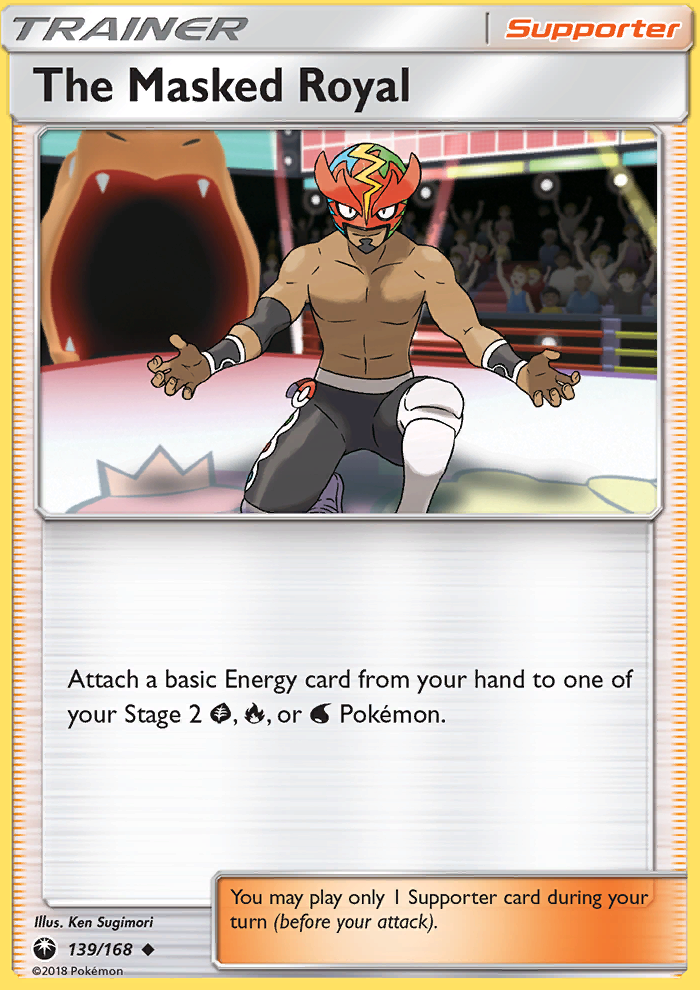 TRAINER
Supporter
The Masked Royal
Attach a basic Energy card from your hand to one of
your Stage 2 , , or Pokémon.
You may play only 1 Supporter card during your
turn (before your attack).
Illus. Ken Sugimori
139/168 ◆
©2018 Pokémon